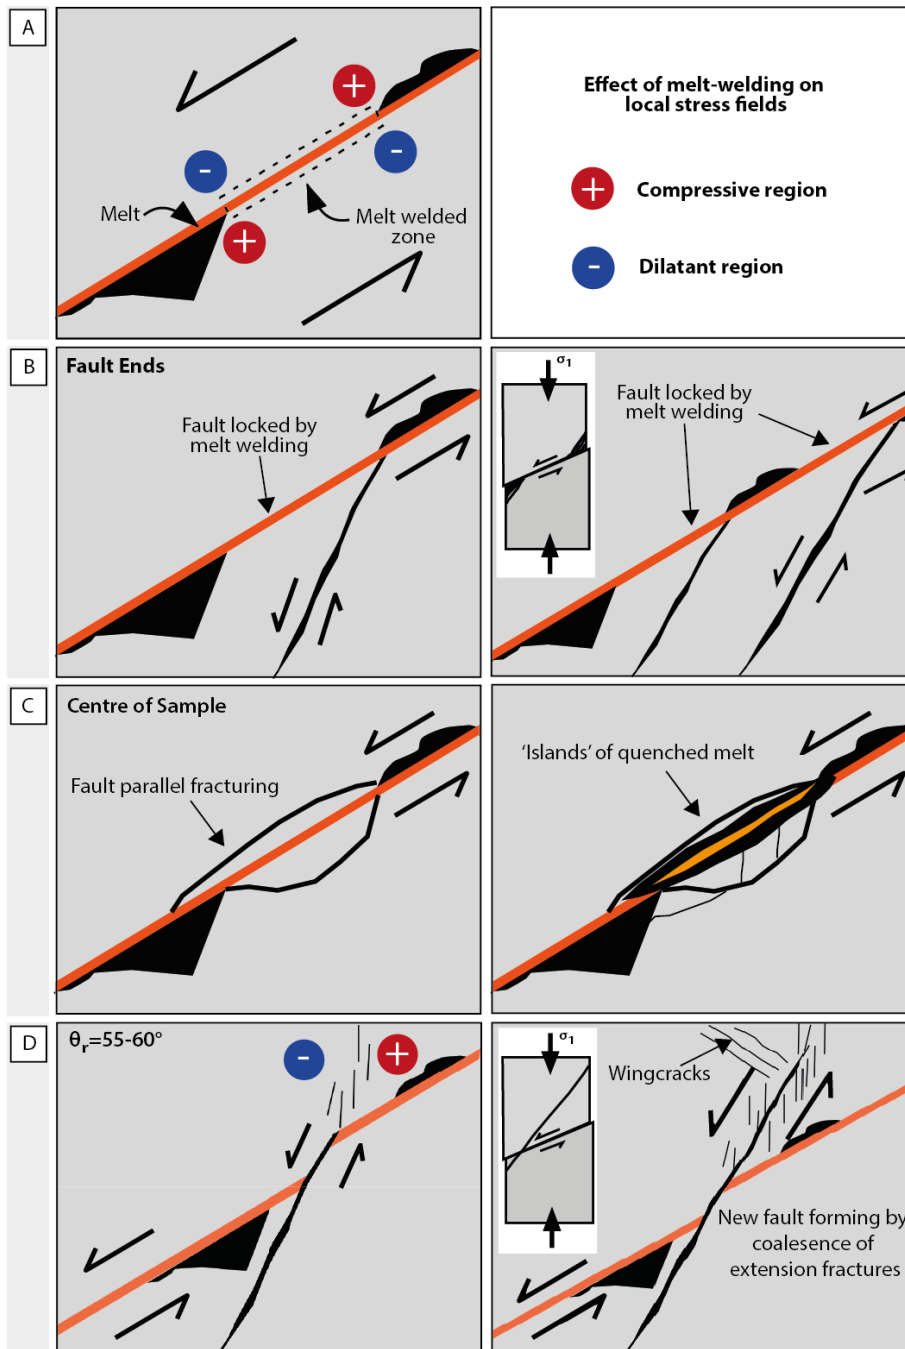 A
+
-
-
+
Melt
Melt welded
zone
Effect of melt-welding on
local stress fields
+
Compressive region
-
Dilatant region
B
Fault Ends
Fault locked by
melt welding
σ1
Fault locked by
melt welding
C
Centre of Sample
Fault parallel fracturing
'Islands' of quenched melt
D
θr=55-60°
-
+
σ1
Wingcracks
New fault forming by
coalesence of
extension fractures